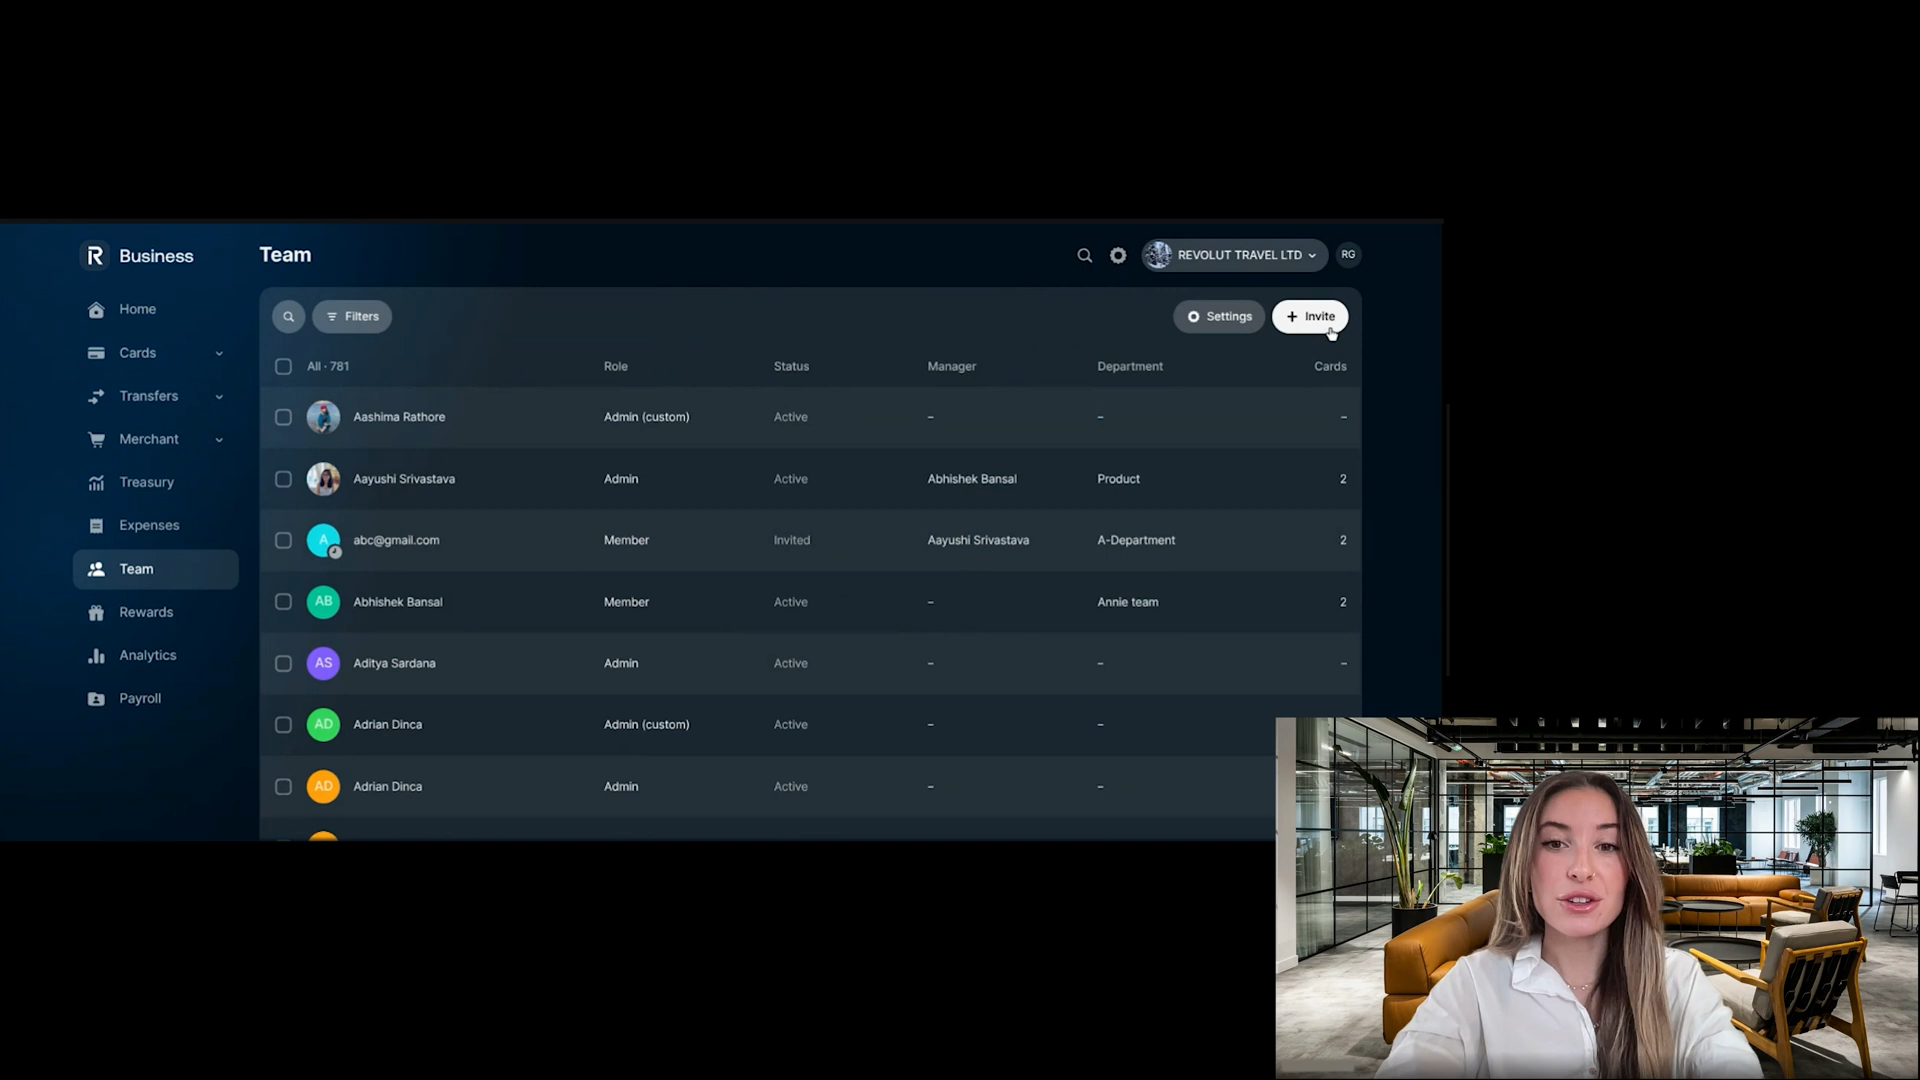 R Business
Team
REVOLUT TRAVEL LTD
RG
Home
Cards
Transfers
Merchant
Treasury
Expenses
Team
Rewards
Analytics
Payroll
Filters
Settings
+ Invite
All · 781 Role Status Manager Department Cards
Aashima Rathore Admin (custom) Active – – –
Aayushi Srivastava Admin Active Abhishek Bansal Product 2
A abc@gmail.com Member Invited Aayushi Srivastava A-Department 2
AB Abhishek Bansal Member Active – Annie team 2
AS Aditya Sardana Admin Active – – –
AD Adrian Dinca Admin (custom) Active – –
AD Adrian Dinca Admin Active – –